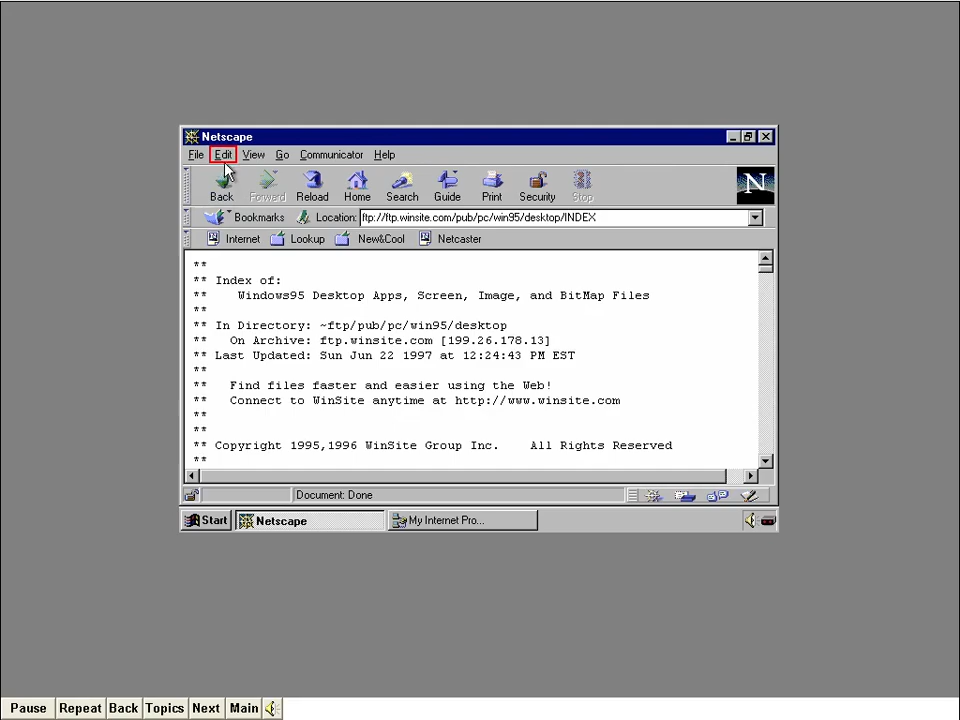 Netscape
File Edit View Go Communicator Help
Back Forward Reload Home Search Guide Print Security Stop
N
Bookmarks Location: ftp://ftp.winsite.com/pub/pc/win95/desktop/INDEX
Internet Lookup New&Cool Netcaster
**
** Index of:
** Windows95 Desktop Apps, Screen, Image, and BitMap Files
**
** In Directory: ~ftp/pub/pc/win95/desktop
** On Archive: ftp.winsite.com [199.26.178.13]
** Last Updated: Sun Jun 22 1997 at 12:24:43 PM EST
**
** Find files faster and easier using the Web!
** Connect to WinSite anytime at http://www.winsite.com
**
**
** Copyright 1995,1996 WinSite Group Inc. All Rights Reserved
**
Document: Done
Start Netscape My Internet Pro...
Pause Repeat Back Topics Next Main